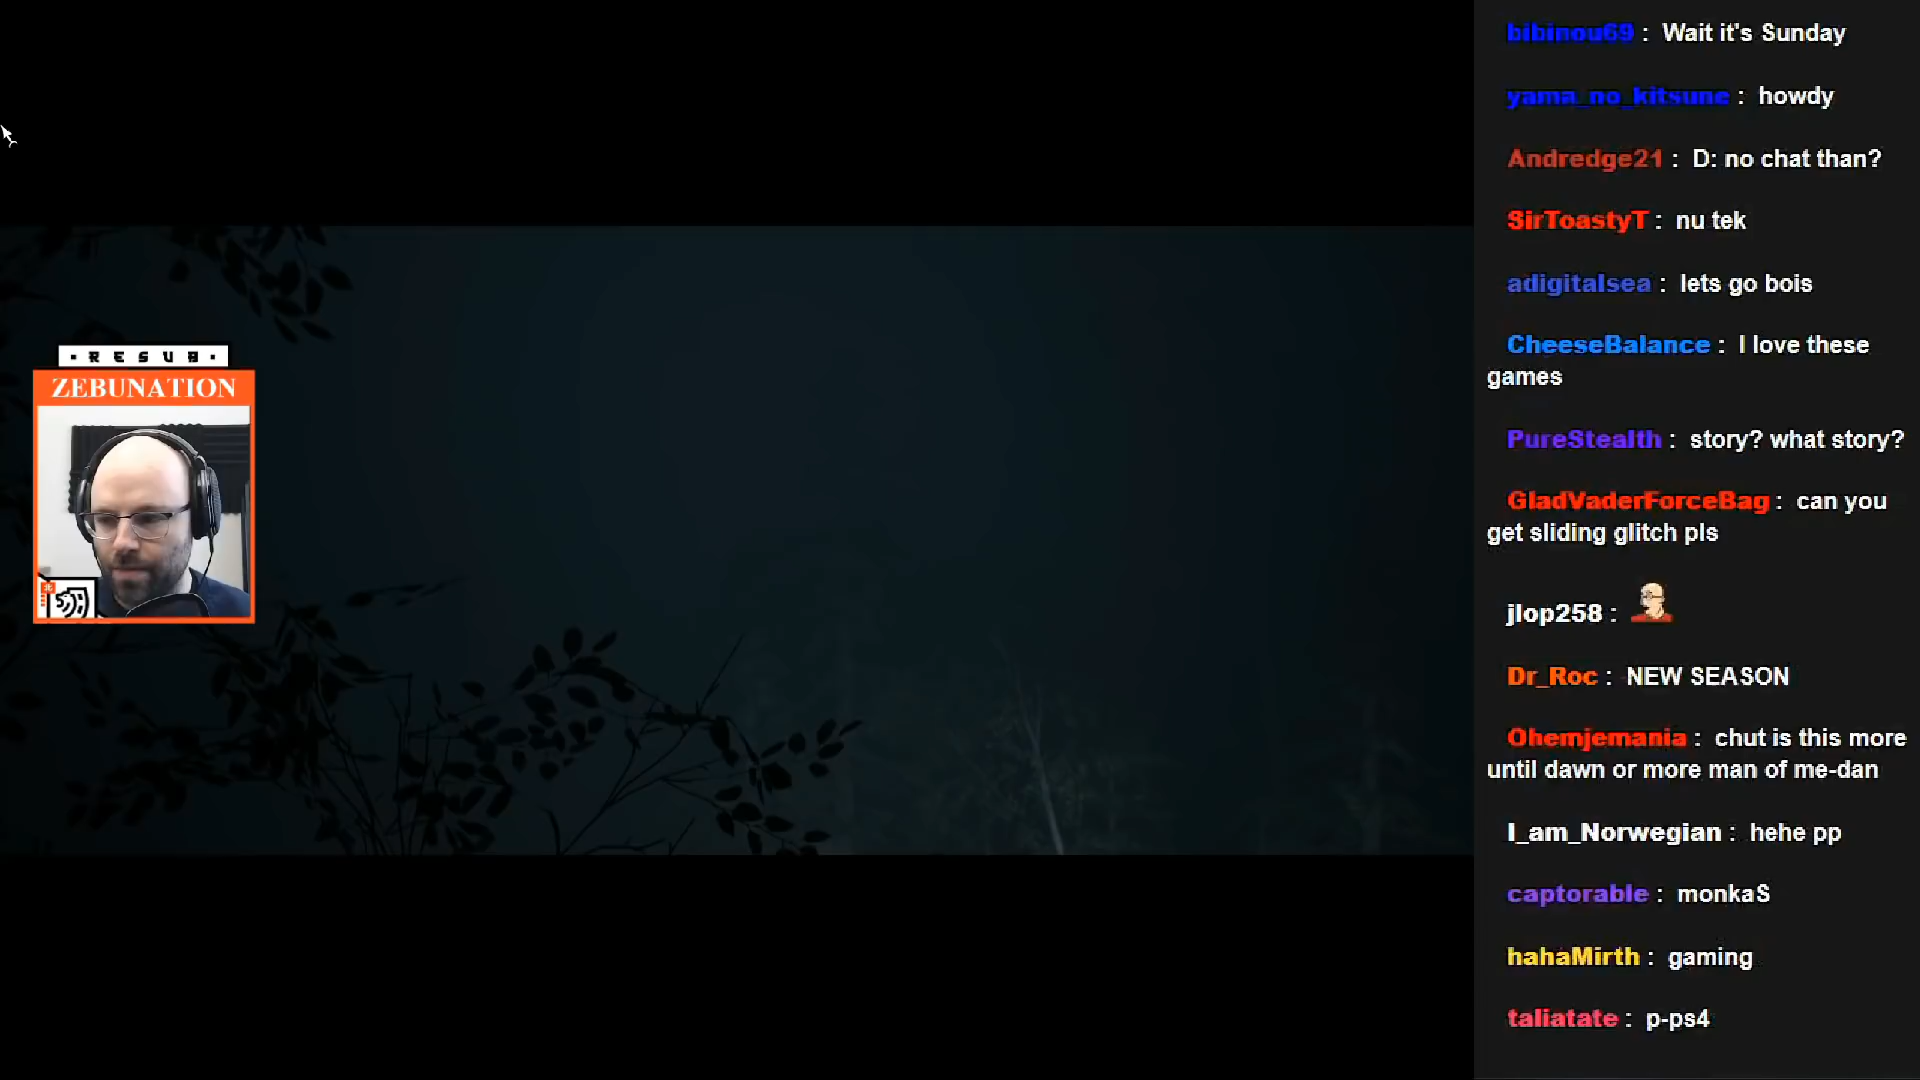 ·RESUB·
ZEBUNATION
bibinou69 : Wait it's Sunday
yama_no_kitsune : howdy
Andredge21 : D: no chat than?
SirToastyT : nu tek
adigitalsea : lets go bois
CheeseBalance : I love these
games
PureStealth : story? what story?
GladVaderForceBag : can you
get sliding glitch pls
jlop258 :
Dr_Roc : NEW SEASON
Ohemjemania : chut is this more
until dawn or more man of me-dan
I_am_Norwegian : hehe pp
captorable : monkaS
hahaMirth : gaming
taliatate : p-ps4